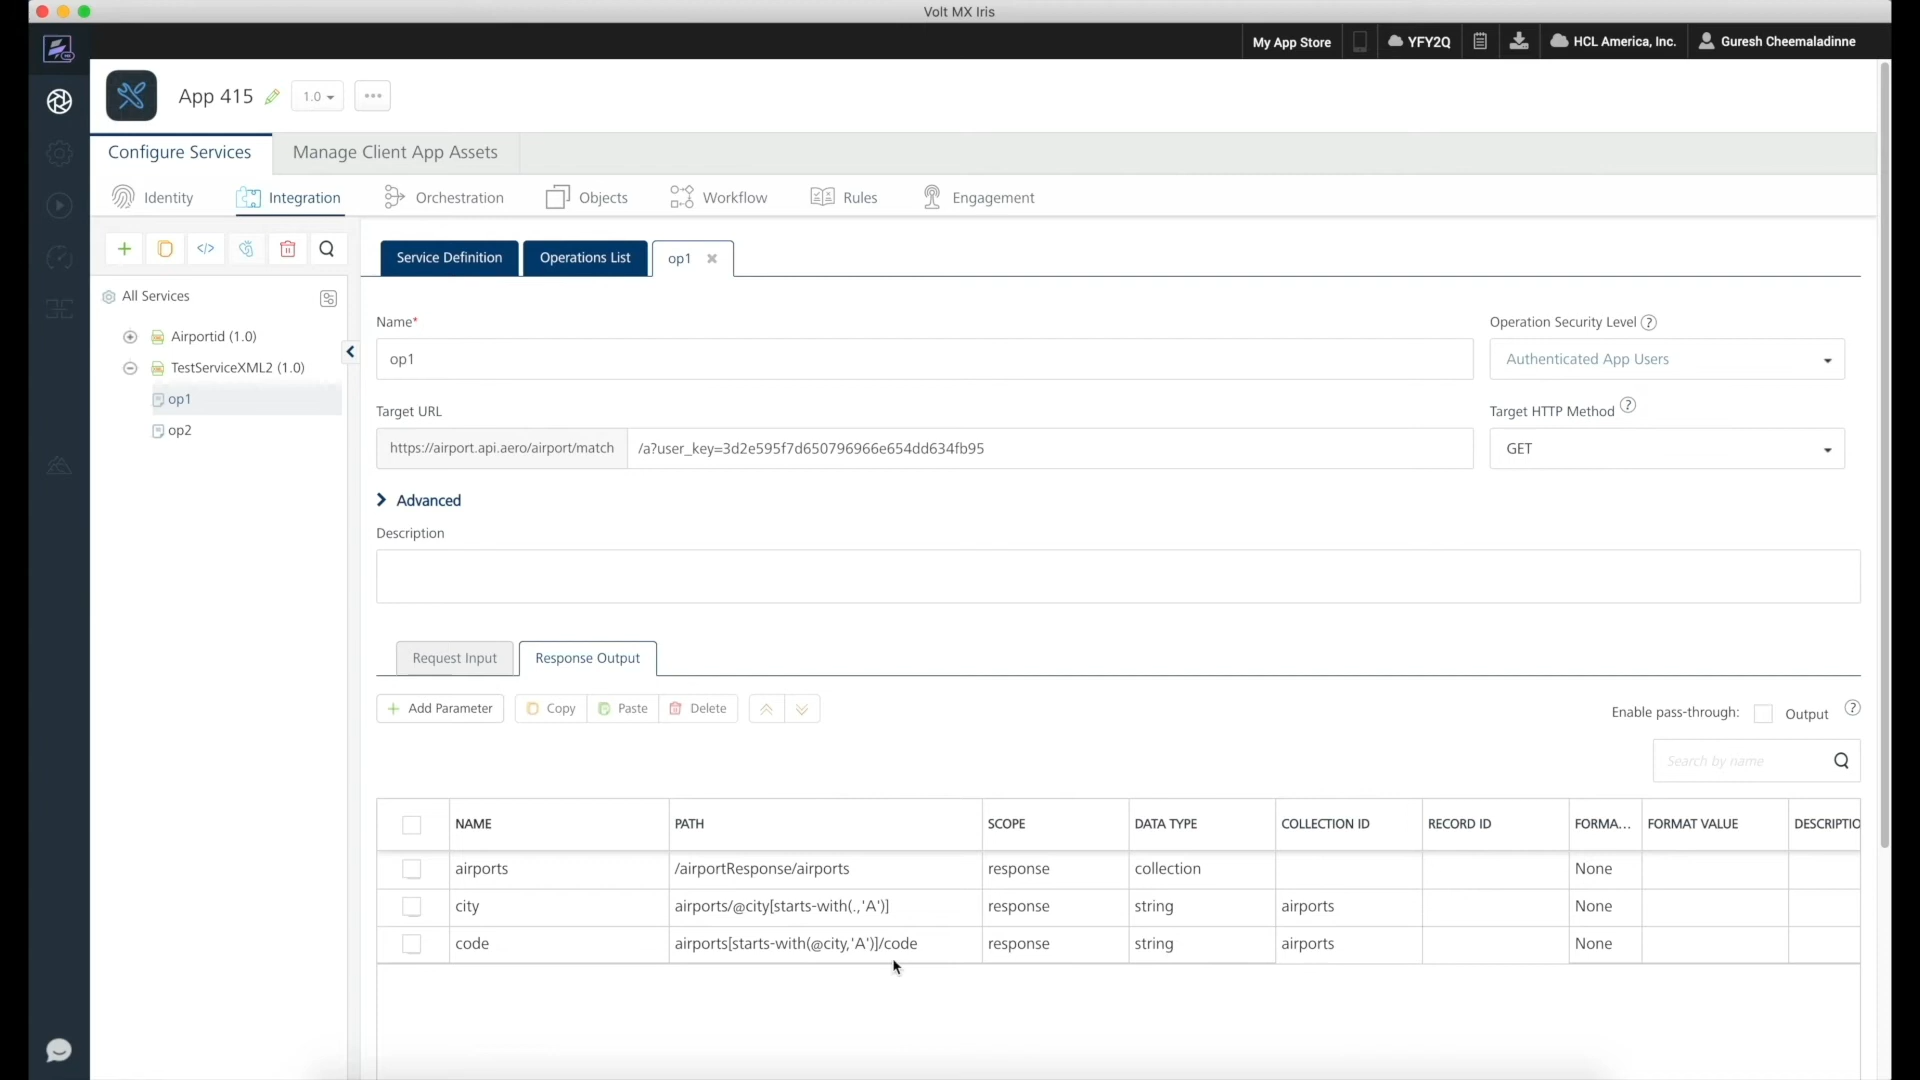 Volt MX Iris
My App Store
YFY2Q
HCL America, Inc.
Guresh Cheemaladinne
App 415
1.0
Configure Services
Manage Client App Assets
Identity
Integration
Orchestration
Objects
Workflow
Rules
Engagement
All Services
Airportid (1.0)
TestServiceXML2 (1.0)
op1
op2
Service Definition
Operations List
op1
Name*
op1
Operation Security Level ?
Authenticated App Users
Target URL
https://airport.api.aero/airport/match
/a?user_key=3d2e595f7d650796966e654dd634fb95
Target HTTP Method ?
GET
Advanced
Description
Request Input
Response Output
+ Add Parameter
Copy
Paste
Delete
Enable pass-through:
Output ?
Search by name
NAME PATH SCOPE DATA TYPE COLLECTION ID RECORD ID FORMA... FORMAT VALUE DESCRIPTIO
airports /airportResponse/airports response collection None
city airports/@city[starts-with(.,'A')] response string airports None
code airports[starts-with(@city,'A')]/code response string airports None